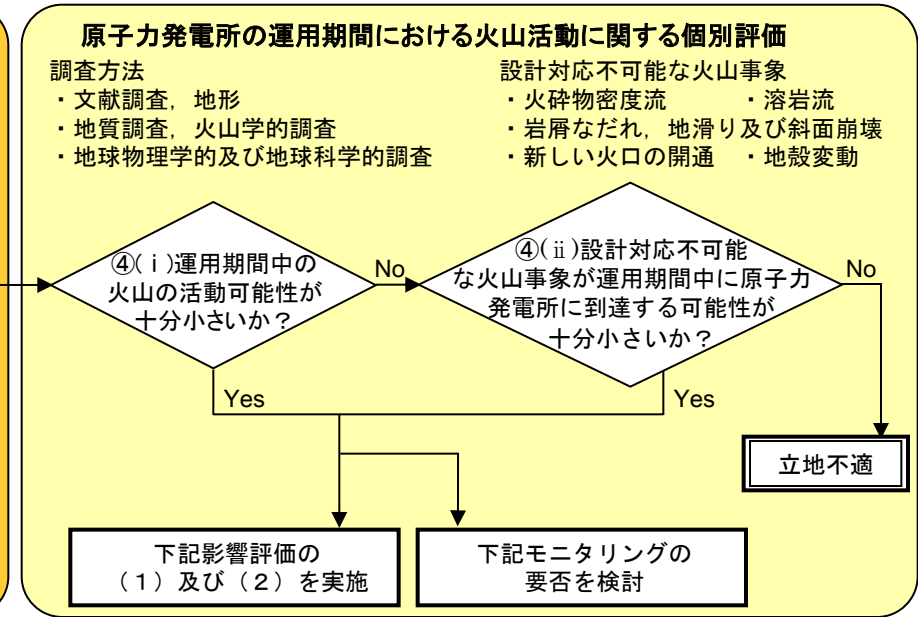 原子力発電所の運用期間における火山活動に関する個別評価
調査方法
・文献調査，地形
・地質調査，火山学的調査
・地球物理学的及び地球科学的調査
設計対応不可能な火山事象
・火砕物密度流　・溶岩流
・岩屑なだれ，地滑り及び斜面崩壊
・新しい火口の開通　・地殻変動
④(ⅰ)運用期間中の
火山の活動可能性が
十分小さいか？
No
④(ⅱ)設計対応不可能
な火山事象が運用期間中に原子力
発電所に到達する可能性が
十分小さいか？
No
Yes
Yes
立地不適
下記影響評価の
（１）及び（２）を実施
下記モニタリングの
要否を検討